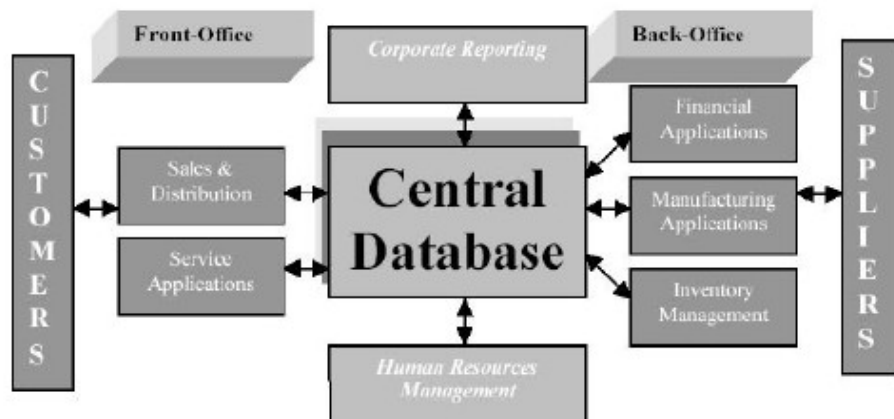 Front-Office
Corporate Reporting
Back-Office
C
U
S
T
O
M
E
R
S
Sales &
Distribution
Service
Applications
Central
Database
Human Resources
Management
Financial
Applications
Manufacturing
Applications
Inventory
Management
S
U
P
P
L
I
E
R
S